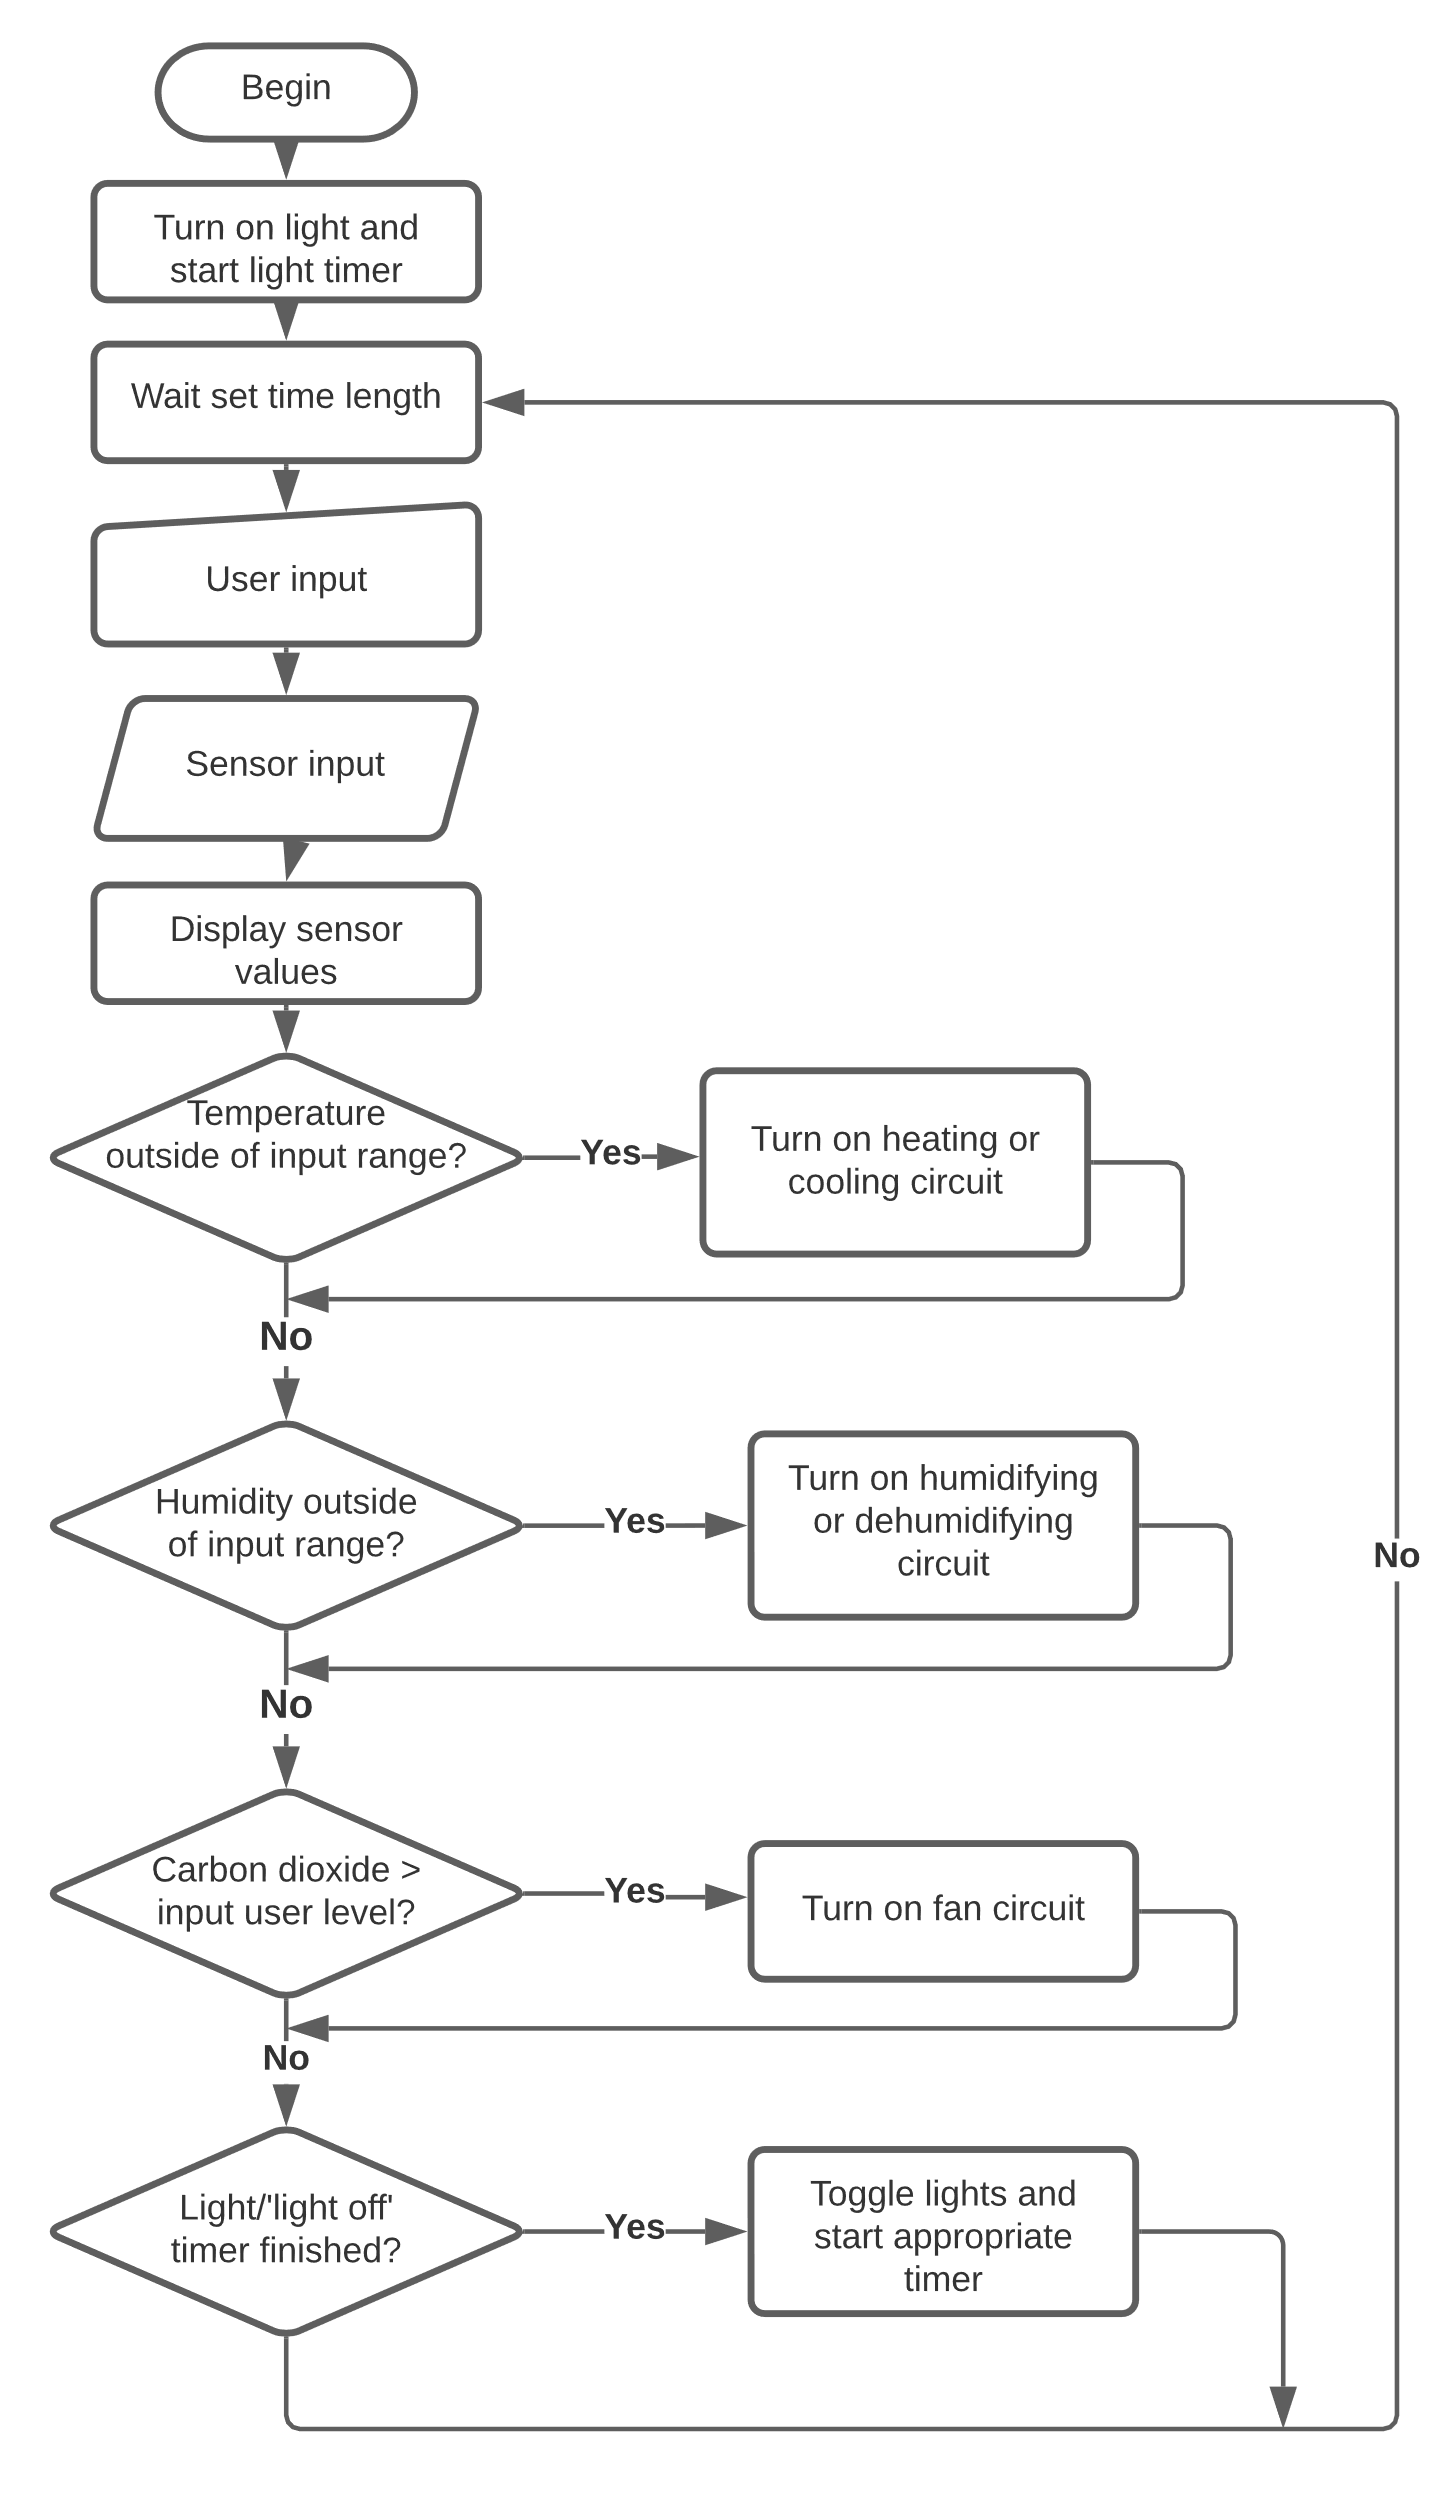 Begin
Turn on light and
start light timer
Wait set time length
User input
Sensor input
Display sensor
values
Temperature
outside of input range?
Yes
Turn on heating or
cooling circuit
No
Humidity outside
of input range?
Yes
Turn on humidifying
or dehumidifying
circuit
No
No
Carbon dioxide >
input user level?
Yes
Turn on fan circuit
No
Light/'light off'
timer finished?
Yes
Toggle lights and
start appropriate
timer